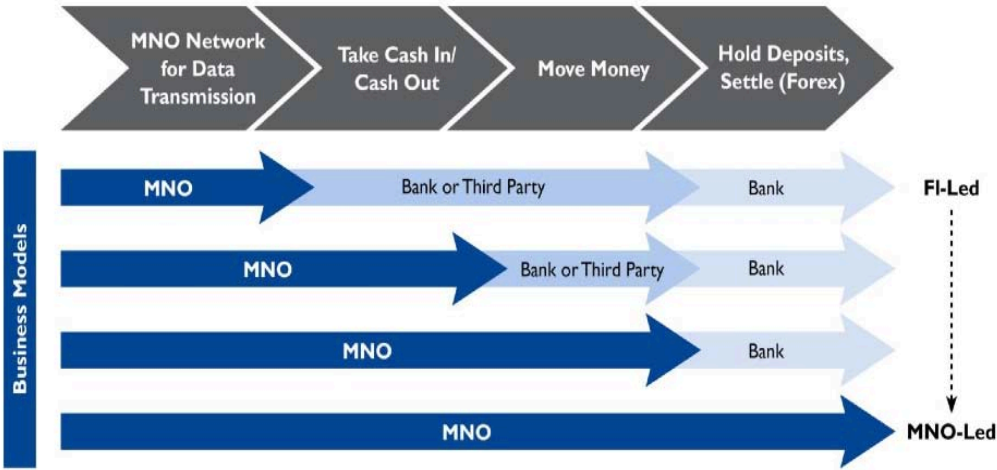 MNO Network
for Data
Transmission
Take Cash In/
Cash Out
Move Money
Hold Deposits,
Settle (Forex)
Business Models
MNO
Bank or Third Party
Bank
FI-Led
MNO
Bank or Third Party
Bank
MNO
Bank
MNO
MNO-Led